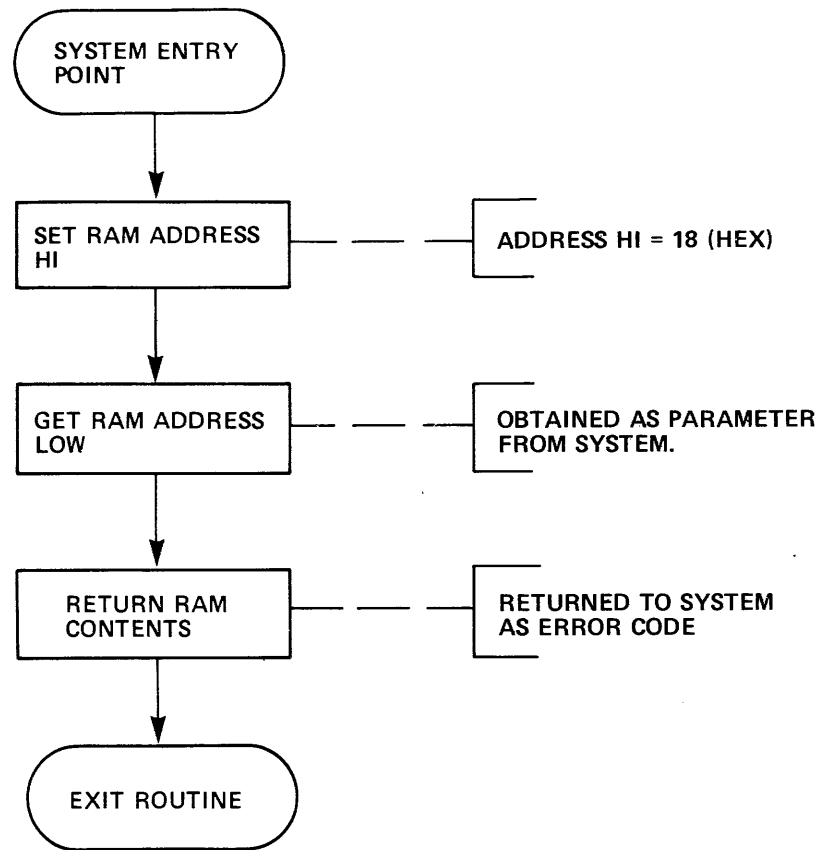 SYSTEM ENTRY
POINT
SET RAM ADDRESS
HI
ADDRESS HI = 18 (HEX)
GET RAM ADDRESS
LOW
OBTAINED AS PARAMETER
FROM SYSTEM.
RETURN RAM
CONTENTS
RETURNED TO SYSTEM
AS ERROR CODE
EXIT ROUTINE